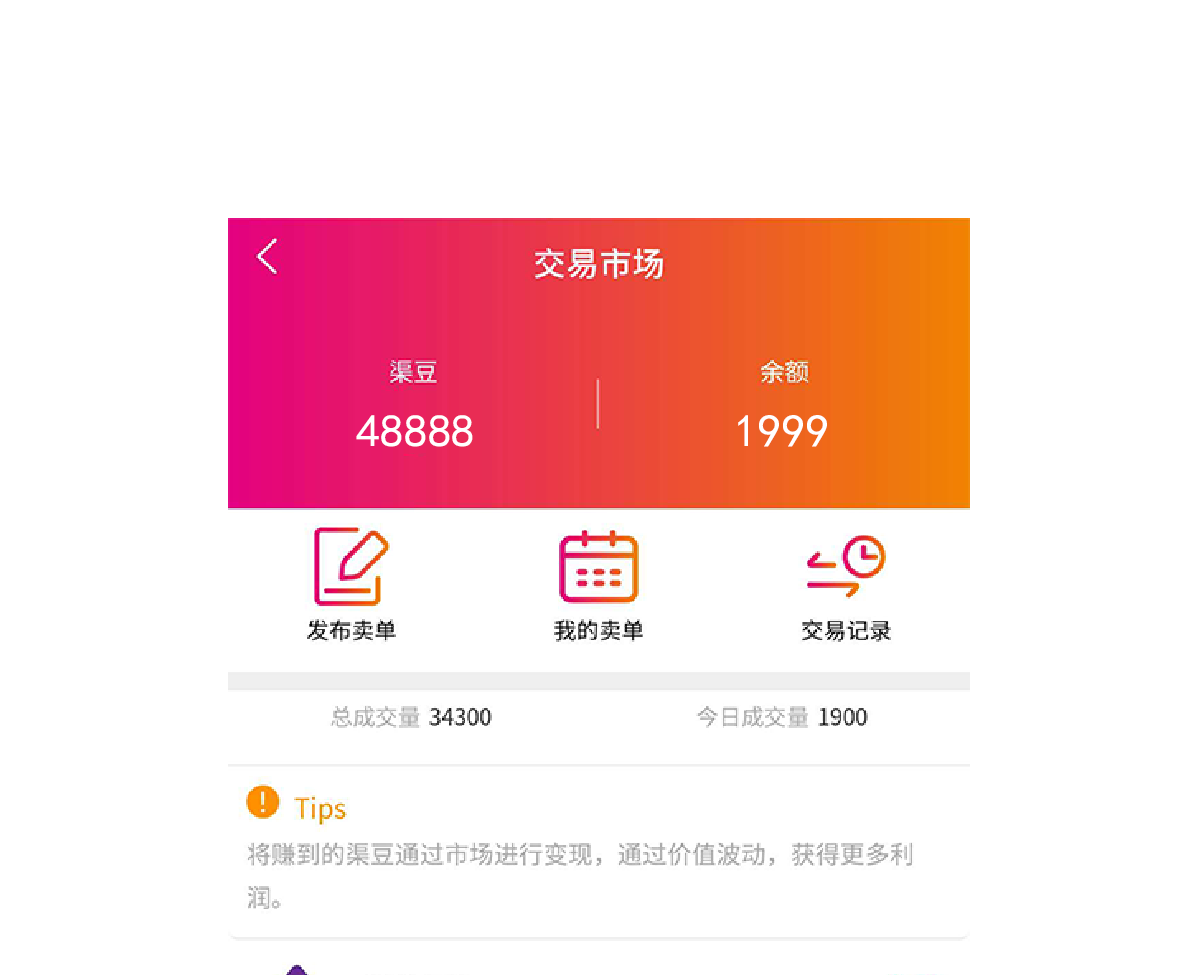 交易市场
渠豆 余额
48888 1999
发布卖单 我的卖单 交易记录
总成交量 34300 今日成交量 1900
Tips
将赚到的渠豆通过市场进行变现，通过价值波动，获得更多利
润。